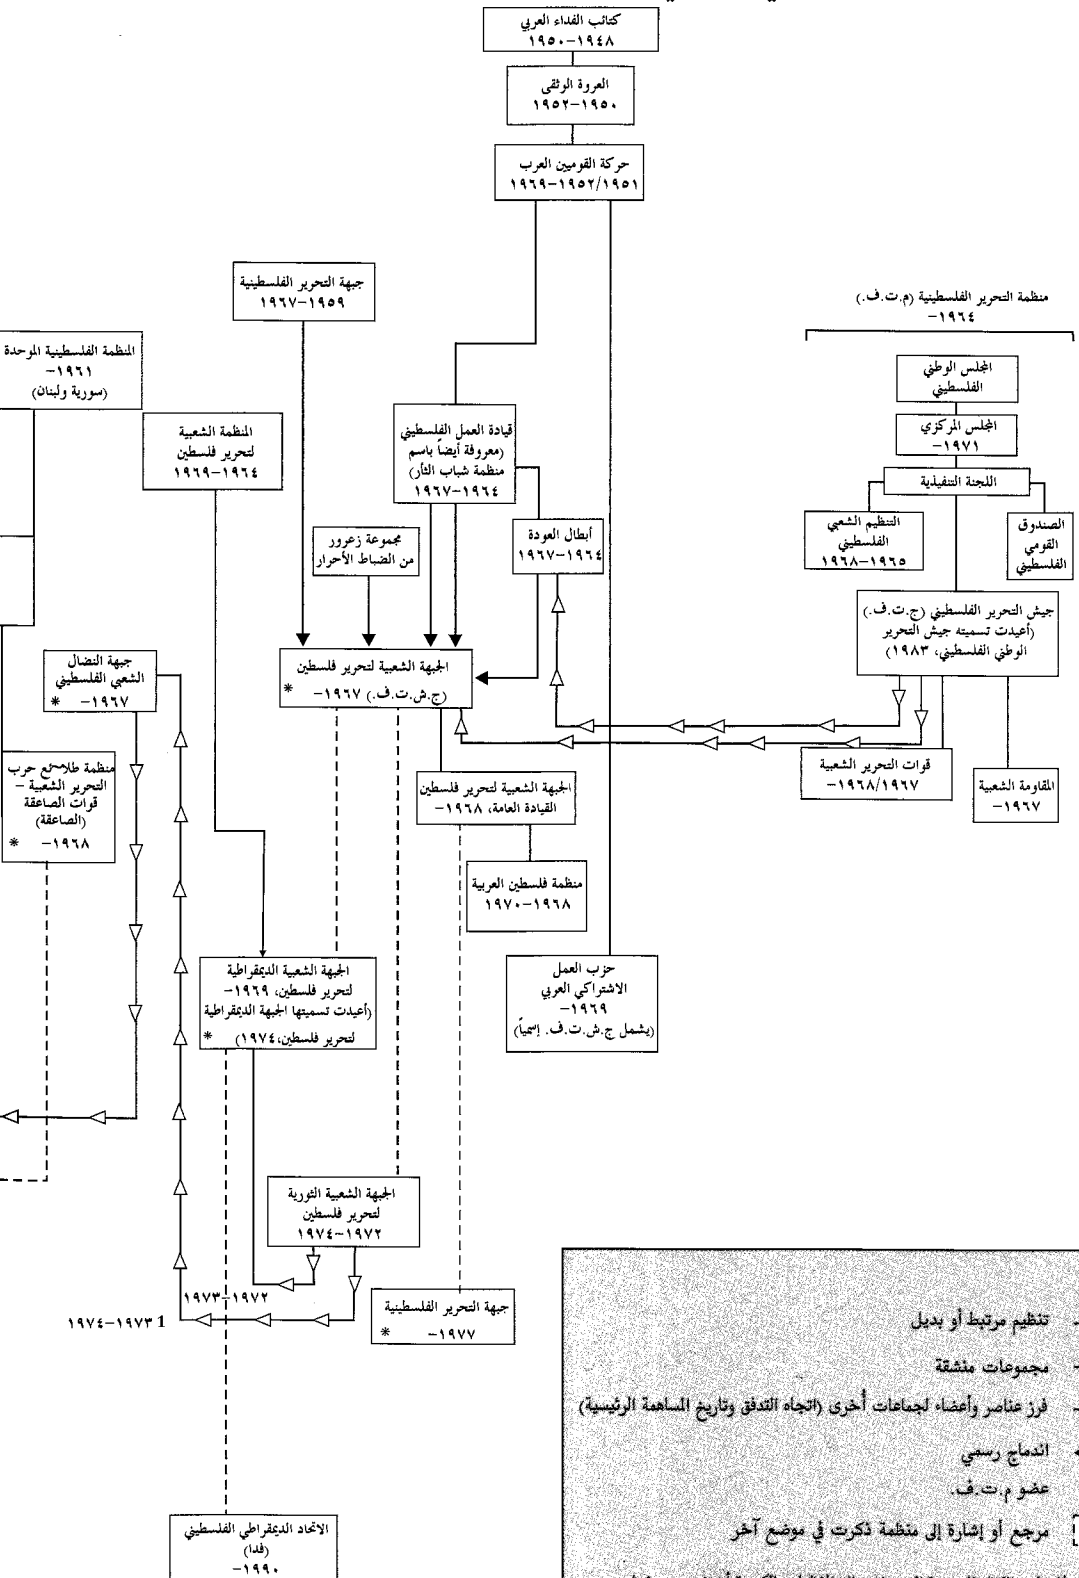 كتائب الفداء العربي
١٩٤٨–١٩٥٠
العروة الوثقى
١٩٥٠–١٩٥٢
حركة القوميين العرب
١٩٥١/١٩٥٢–١٩٦٩
جبهة التحرير الفلسطينية
١٩٥٩–١٩٦٧
منظمة التحرير الفلسطينية (م.ت.ف.)
١٩٦٤–
المنظمة الفلسطينية الموحدة
١٩٦١–
(سورية ولبنان)
المجلس الوطني
الفلسطيني
المنظمة الشعبية
لتحرير فلسطين
١٩٦٤–١٩٦٩
قيادة العمل الفلسطيني
(معروفة أيضاً باسم
منظمة شباب الثأر)
١٩٦٤–١٩٦٧
المجلس المركزي
١٩٧١–
اللجنة التنفيذية
الصندوق
القومي
الفلسطيني
التنظيم الشعبي
الفلسطيني
١٩٦٥–١٩٦٨
أبطال العودة
١٩٦٤–١٩٦٧
مجموعة زعرور
من الضباط الأحرار
جيش التحرير الفلسطيني (ج.ت.ف.)
(أعيدت تسميته جيش التحرير
الوطني الفلسطيني، ١٩٨٣)
الجبهة الشعبية لتحرير فلسطين
(ج.ش.ت.ف.) ١٩٦٧– *
جبهة النضال
الشعبي الفلسطيني
١٩٦٧– *
منظمة طلائع حرب
التحرير الشعبية –
قوات الصاعقة
(الصاعقة)
١٩٦٨– *
الجبهة الشعبية لتحرير فلسطين
القيادة العامة، ١٩٦٨–
قوات التحرير الشعبية
١٩٦٧/١٩٦٨–
المقاومة الشعبية
١٩٦٧–
منظمة فلسطين العربية
١٩٦٨–١٩٧٠
الجبهة الشعبية الديمقراطية
لتحرير فلسطين، ١٩٦٩–
(أعيدت تسميتها الجبهة الديمقراطية
لتحرير فلسطين، ١٩٧٤) *
حزب العمل
الاشتراكي العربي
١٩٦٩–
(يشمل ج.ش.ت.ف. إسمياً)
الجبهة الشعبية الثورية
لتحرير فلسطين
١٩٧٢–١٩٧٤
١٩٧٢–١٩٧٣
١٩٧٣–١٩٧٤ 1
جبهة التحرير الفلسطينية
١٩٧٧– *
تنظيم مرتبط أو بديل
مجموعات منشقة
فرز عناصر وأعضاء لجماعات أُخرى (اتجاه التدفق وتاريخ المساهمة الرئيسية)
اندماج رسمي
عضو م.ت.ف.
مرجع أو إشارة إلى منظمة ذكرت في موضع آخر
الاتحاد الديمقراطي الفلسطيني
(فدا)
١٩٩٠–